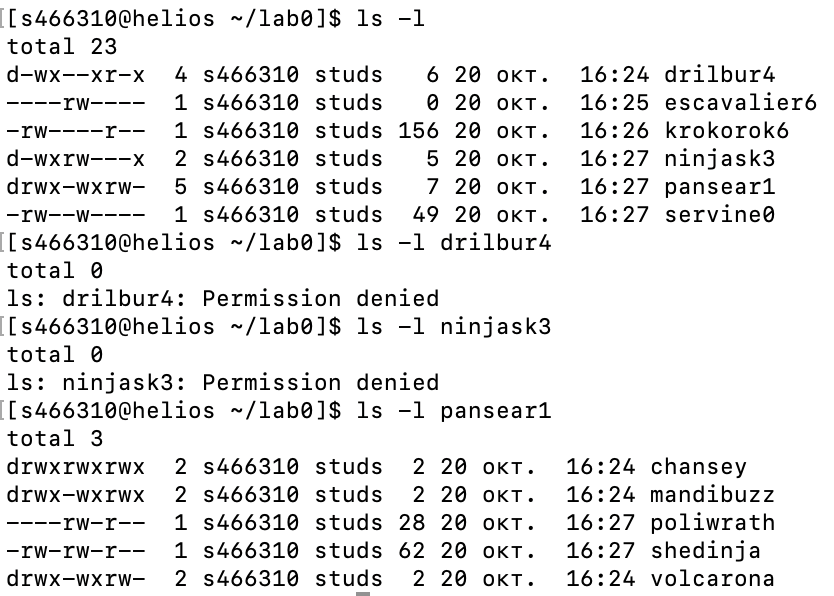 [[s466310@helios ~/lab0]$ ls -l
total 23
d-wx--xr-x  4 s466310 studs   6 20 окт.  16:24 drilbur4
----rw----  1 s466310 studs   0 20 окт.  16:25 escavalier6
-rw----r--  1 s466310 studs 156 20 окт.  16:26 krokorok6
d-wxrw---x  2 s466310 studs   5 20 окт.  16:27 ninjask3
drwx-wxrw-  5 s466310 studs   7 20 окт.  16:27 pansear1
-rw--w----  1 s466310 studs  49 20 окт.  16:27 servine0
[[s466310@helios ~/lab0]$ ls -l drilbur4
total 0
ls: drilbur4: Permission denied
[[s466310@helios ~/lab0]$ ls -l ninjask3
total 0
ls: ninjask3: Permission denied
[[s466310@helios ~/lab0]$ ls -l pansear1
total 3
drwxrwxrwx  2 s466310 studs  2 20 окт.  16:24 chansey
drwx-wxrwx  2 s466310 studs  2 20 окт.  16:24 mandibuzz
----rw-r--  1 s466310 studs 28 20 окт.  16:27 poliwrath
-rw-rw-r--  1 s466310 studs 62 20 окт.  16:27 shedinja
drwx-wxrw-  2 s466310 studs  2 20 окт.  16:24 volcarona